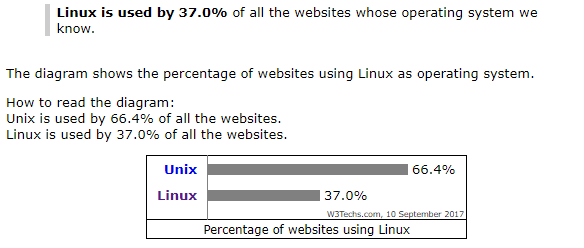 Linux is used by 37.0% of all the websites whose operating system we
know.
The diagram shows the percentage of websites using Linux as operating system.
How to read the diagram:
Unix is used by 66.4% of all the websites.
Linux is used by 37.0% of all the websites.
Unix 66.4%
Linux 37.0%
W3Techs.com, 10 September 2017
Percentage of websites using Linux